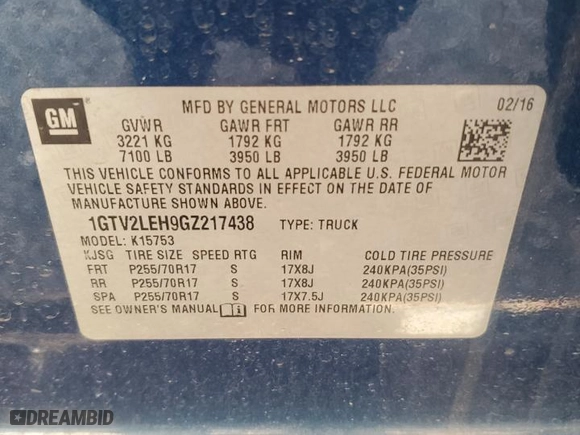 GM
MFD BY GENERAL MOTORS LLC 02/16
GVWR GAWR FRT GAWR RR
3221 KG 1792 KG 1792 KG
7100 LB 3950 LB 3950 LB
THIS VEHICLE CONFORMS TO ALL APPLICABLE U.S. FEDERAL MOTOR
VEHICLE SAFETY STANDARDS IN EFFECT ON THE DATE OF
MANUFACTURE SHOWN ABOVE.
1GTV2LEH9GZ217438 TYPE: TRUCK
MODEL: K15753
KJSG TIRE SIZE SPEED RTG RIM COLD TIRE PRESSURE
FRT P255/70R17 S 17X8J 240KPA(35PSI)
RR P255/70R17 S 17X8J 240KPA(35PSI)
SPA P255/70R17 S 17X7.5J 240KPA(35PSI)
SEE OWNER'S MANUAL FOR MORE INFORMATION.
DREAMBID